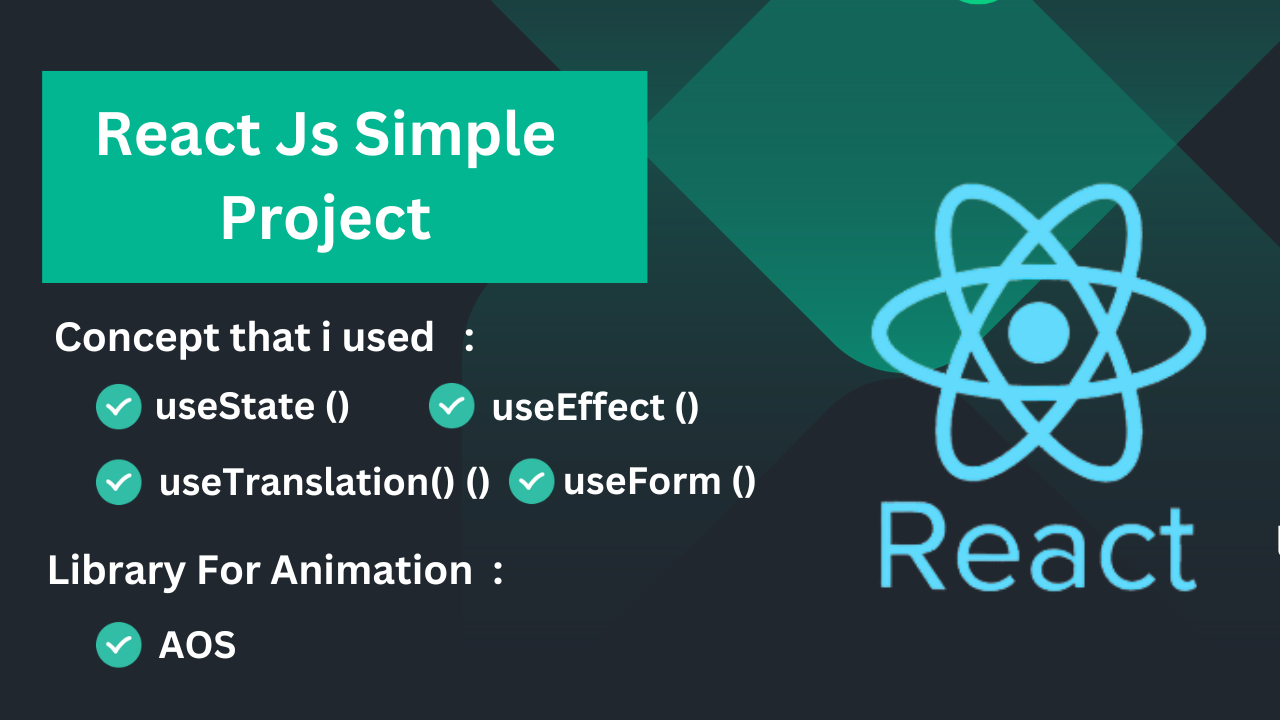 React Js Simple
Project
Concept that i used :
useState () useEffect ()
useTranslation() () useForm ()
Library For Animation :
AOS
React